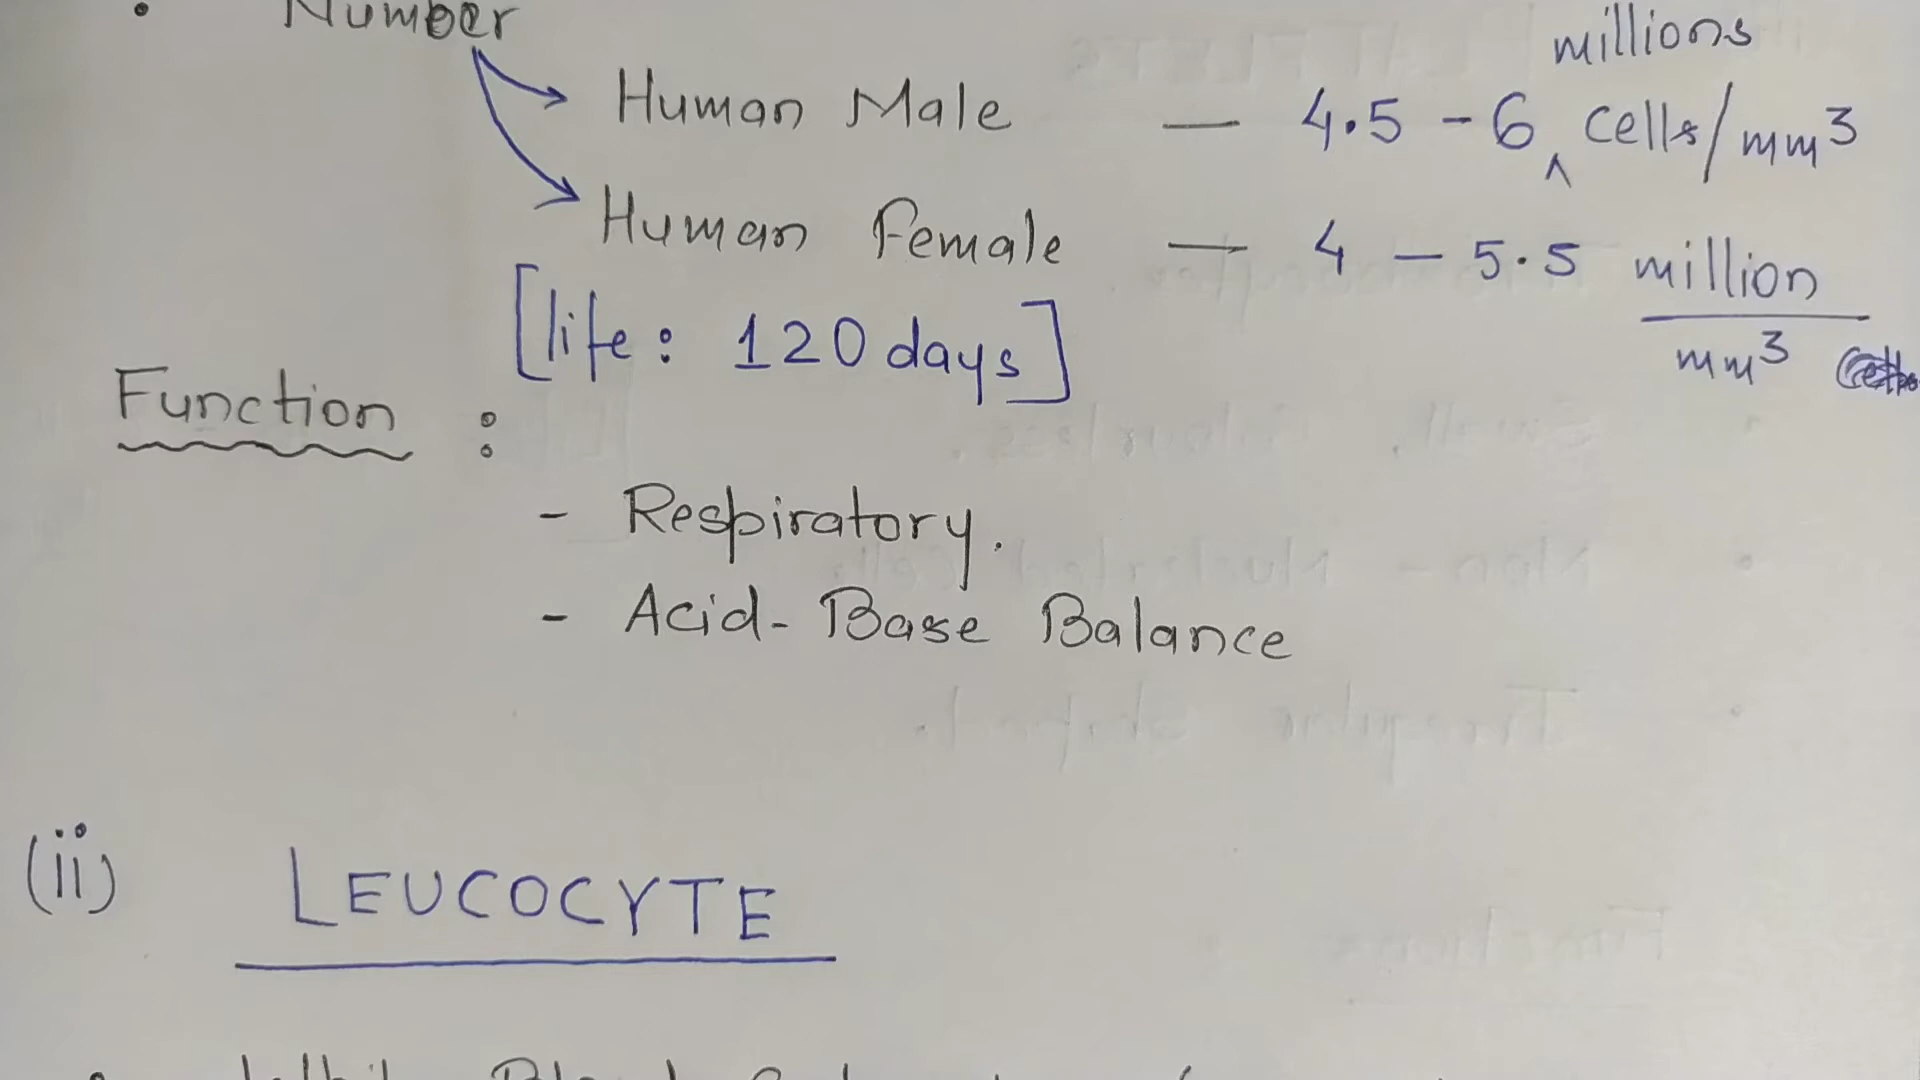 • Number
millions
Human Male — 4.5 - 6 ^ cells/mm³
Human Female — 4 — 5.5 million
mm³
[life : 120 days]
Function :
- Respiratory.
- Acid-Base Balance
(ii) LEUCOCYTE